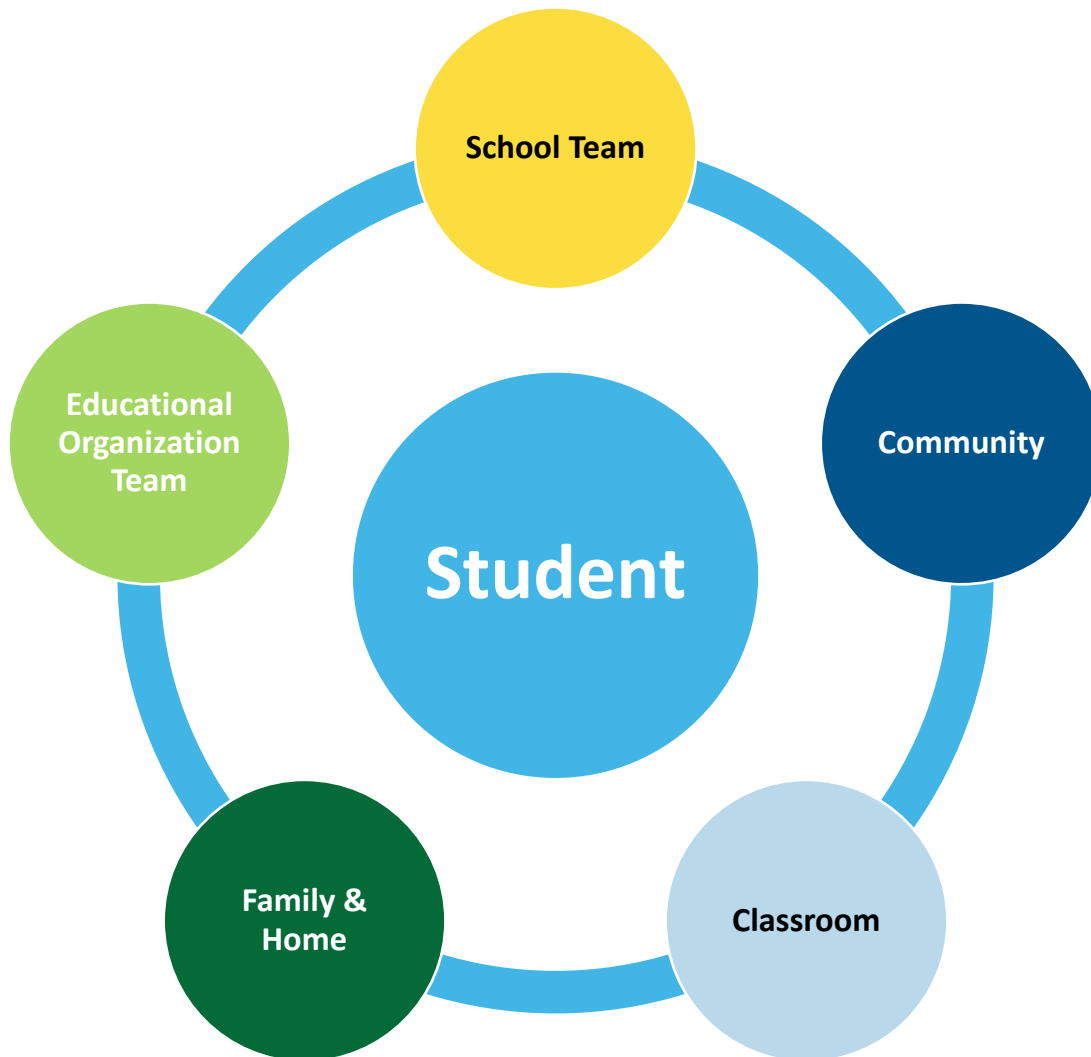 School Team
Educational
Organization
Team
Community
Student
Family &
Home
Classroom